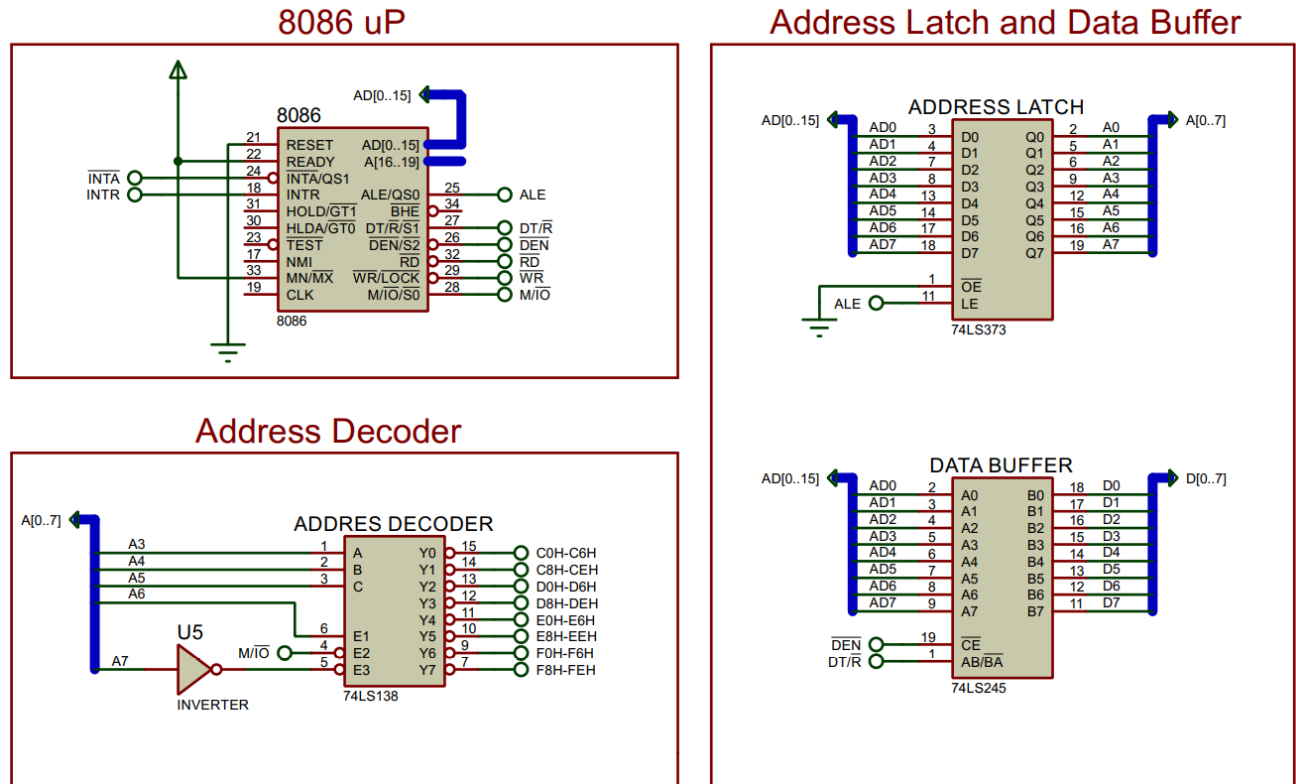 8086 uP
AD[0..15]
8086
21 RESET AD[0..15]
22 READY A[16..19]
INTA 24 INTA/QS1
INTR 18 INTR ALE/QS0 25 ALE
31 HOLD/GT1 BHE 34
30 HLDA/GT0 DT/R/S1 27 DT/R
23 TEST DEN/S2 26 DEN
17 NMI RD 32 RD
33 MN/MX WR/LOCK 29 WR
19 CLK M/IO/S0 28 M/IO
8086
Address Latch and Data Buffer
ADDRESS LATCH
AD[0..15] A[0..7]
AD0 3 D0 Q0 2 A0
AD1 4 D1 Q1 5 A1
AD2 7 D2 Q2 6 A2
AD3 8 D3 Q3 9 A3
AD4 13 D4 Q4 12 A4
AD5 14 D5 Q5 15 A5
AD6 17 D6 Q6 16 A6
AD7 18 D7 Q7 19 A7
1 OE
ALE 11 LE
74LS373
Address Decoder
A[0..7]
ADDRES DECODER
A3 1 A Y0 15 C0H-C6H
A4 2 B Y1 14 C8H-CEH
A5 3 C Y2 13 D0H-D6H
A6 Y3 12 D8H-DEH
Y4 11 E0H-E6H
6 E1 Y5 10 E8H-EEH
U5
M/IO 4 E2 Y6 9 F0H-F6H
A7 5 E3 Y7 7 F8H-FEH
74LS138
INVERTER
DATA BUFFER
AD[0..15] D[0..7]
AD0 2 A0 B0 18 D0
AD1 3 A1 B1 17 D1
AD2 4 A2 B2 16 D2
AD3 5 A3 B3 15 D3
AD4 6 A4 B4 14 D4
AD5 7 A5 B5 13 D5
AD6 8 A6 B6 12 D6
AD7 9 A7 B7 11 D7
DEN 19 CE
DT/R 1 AB/BA
74LS245